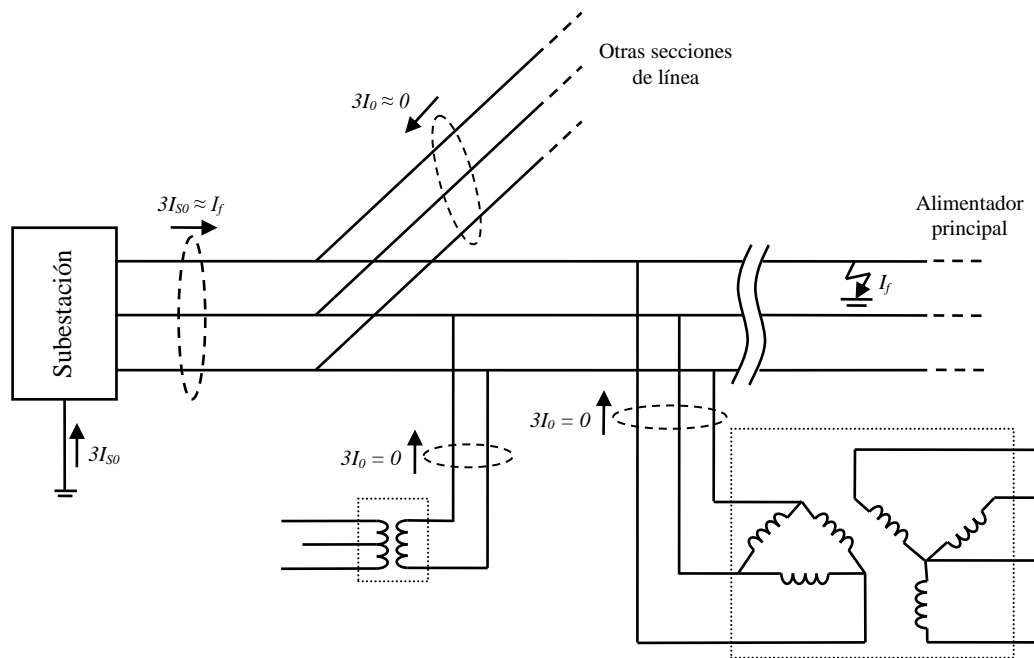 Otras secciones
de línea
3I0 ≈ 0
3IS0 ≈ If
Alimentador
principal
Subestación
If
3I0 = 0
3IS0
3I0 = 0